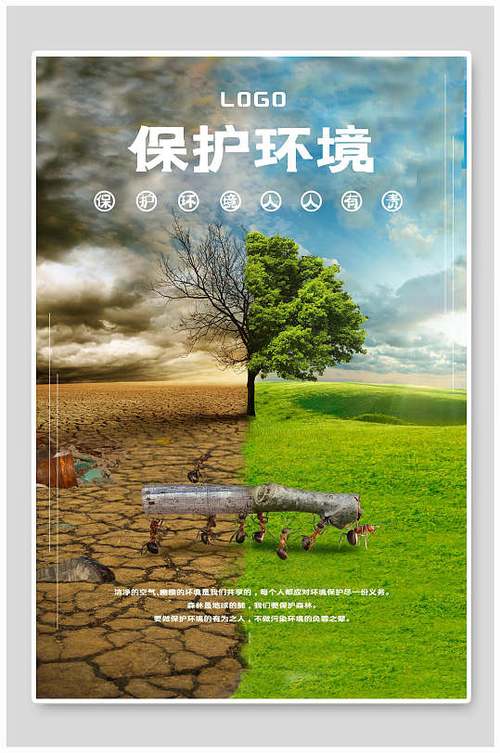 LOGO
保护环境
保 护 环 境 人 人 有 责
洁净的空气,幽雅的环境是我们共享的，每个人都应对环境保护尽一份义务。
森林是地球的肺，我们要保护森林。
要做保护环境的有为之人，不做污染环境的负罪之辈。